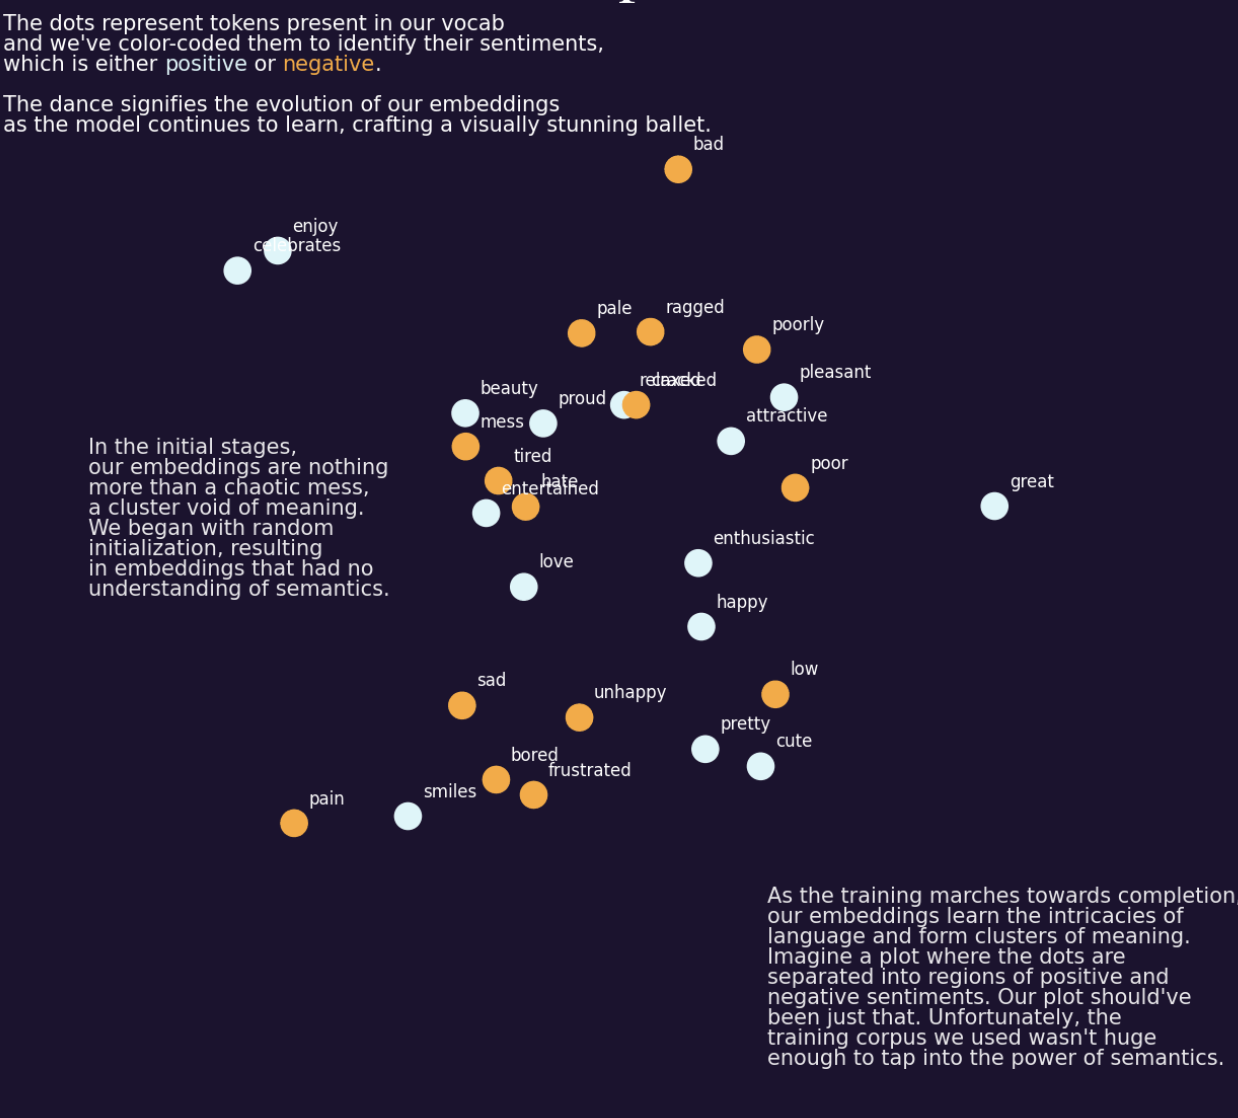 The dots represent tokens present in our vocab
and we've color-coded them to identify their sentiments,
which is either positive or negative.
The dance signifies the evolution of our embeddings
as the model continues to learn, crafting a visually stunning ballet.
bad
enjoy
celebrates
pale
ragged
poorly
pleasant
relaxed
cracked
beauty
proud
attractive
mess
tired
poor
hate
entertained
great
In the initial stages,
our embeddings are nothing
more than a chaotic mess,
a cluster void of meaning.
We began with random
initialization, resulting
in embeddings that had no
understanding of semantics.
enthusiastic
love
happy
low
sad
unhappy
pretty
cute
bored
frustrated
smiles
pain
As the training marches towards completion,
our embeddings learn the intricacies of
language and form clusters of meaning.
Imagine a plot where the dots are
separated into regions of positive and
negative sentiments. Our plot should've
been just that. Unfortunately, the
training corpus we used wasn't huge
enough to tap into the power of semantics.